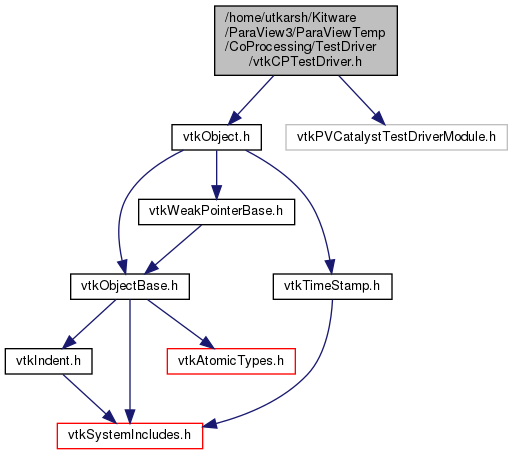 /home/utkarsh/Kitware
/ParaView3/ParaViewTemp
/CoProcessing/TestDriver
/vtkCPTestDriver.h
vtkObject.h
vtkPVCatalystTestDriverModule.h
vtkWeakPointerBase.h
vtkObjectBase.h
vtkTimeStamp.h
vtkIndent.h
vtkAtomicTypes.h
vtkSystemIncludes.h